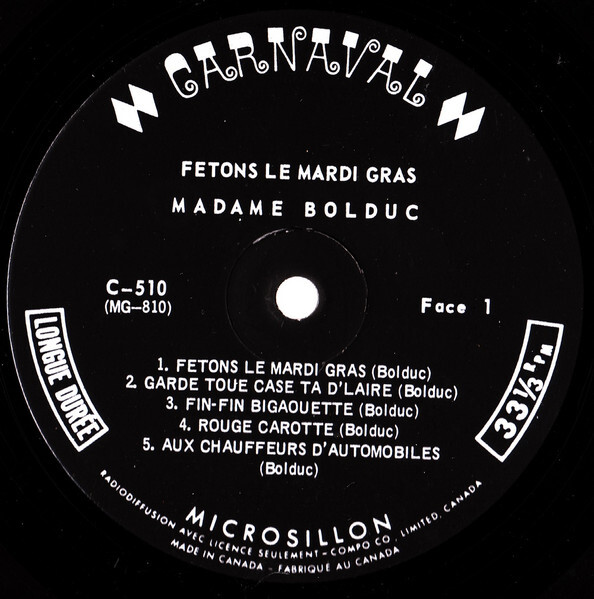 CARNAVAL
FETONS LE MARDI GRAS
MADAME BOLDUC
C-510
(MG-810)
Face 1
LONGUE DURÉE
33 1/3 RPM
1. FETONS LE MARDI GRAS (Bolduc)
2. GARDE TOUE CASE TA D'LAIRE (Bolduc)
3. FIN-FIN BIGAOUETTE (Bolduc)
4. ROUGE CAROTTE (Bolduc)
5. AUX CHAUFFEURS D'AUTOMOBILES
(Bolduc)
MICROSILLON
RADIODIFFUSION AVEC LICENCE SEULEMENT - COMPO CO. LIMITED, CANADA
MADE IN CANADA - FABRIQUÉ AU CANADA